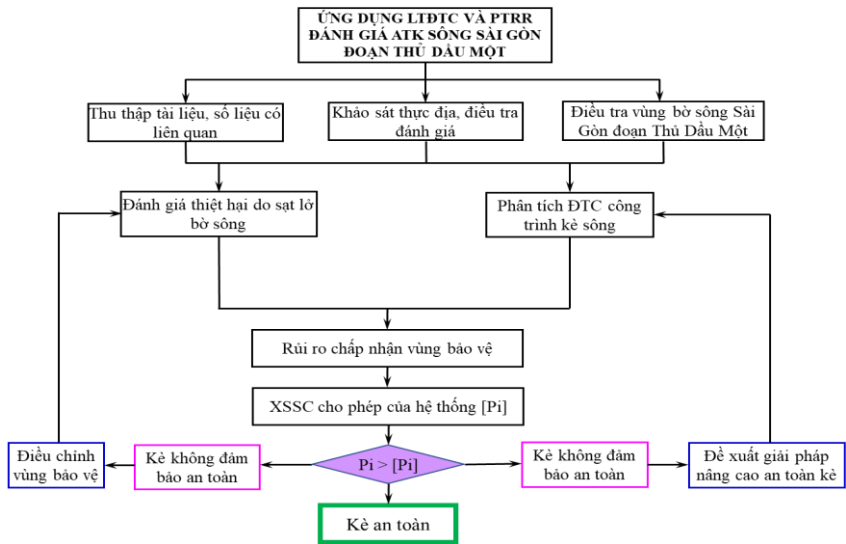 ỨNG DỤNG LTĐTC VÀ PTRR
ĐÁNH GIÁ ATK SÔNG SÀI GÒN
ĐOẠN THỦ DẦU MỘT
Thu thập tài liệu, số liệu có
liên quan
Khảo sát thực địa, điều tra
đánh giá
Điều tra vùng bờ sông Sài
Gòn đoạn Thủ Dầu Một
Đánh giá thiệt hại do sạt lở
bờ sông
Phân tích ĐTC công
trình kè sông
Rủi ro chấp nhận vùng bảo vệ
XSSC cho phép của hệ thống [Pi]
Điều chỉnh
vùng bảo vệ
Kè không đảm
bảo an toàn
Pi > [Pi]
Kè không đảm
bảo an toàn
Đề xuất giải pháp
nâng cao an toàn kè
Kè an toàn